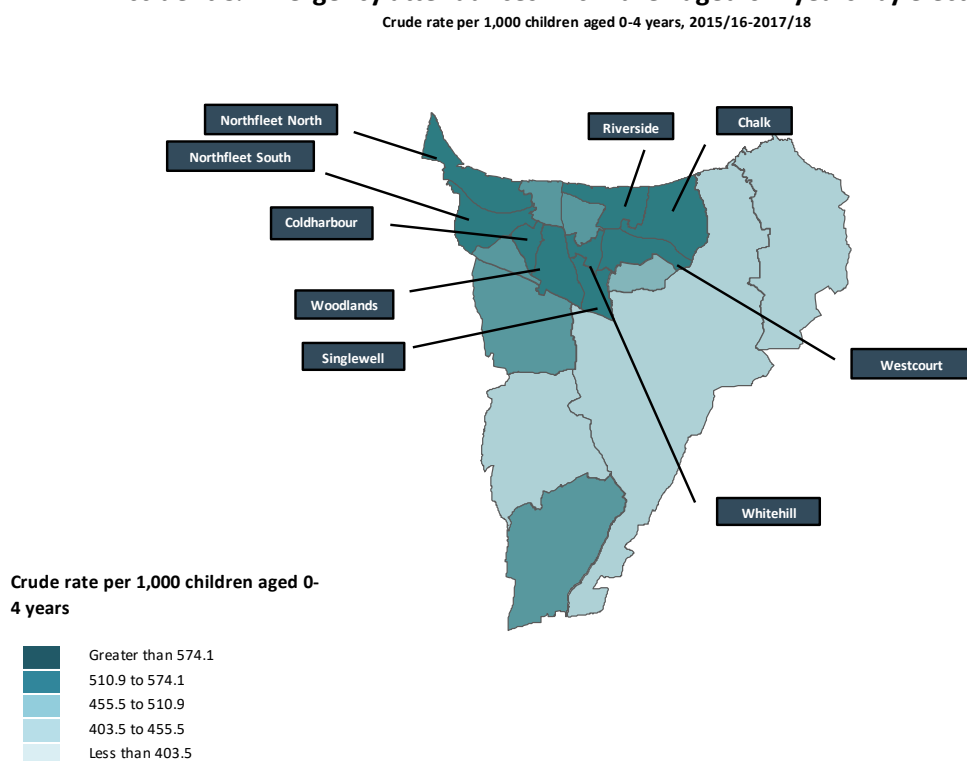 Crude rate per 1,000 children aged 0-4 years, 2015/16-2017/18
Northfleet North
Riverside
Chalk
Northfleet South
Coldharbour
Woodlands
Singlewell
Westcourt
Whitehill
Crude rate per 1,000 children aged 0-
4 years
Greater than 574.1
510.9 to 574.1
455.5 to 510.9
403.5 to 455.5
Less than 403.5